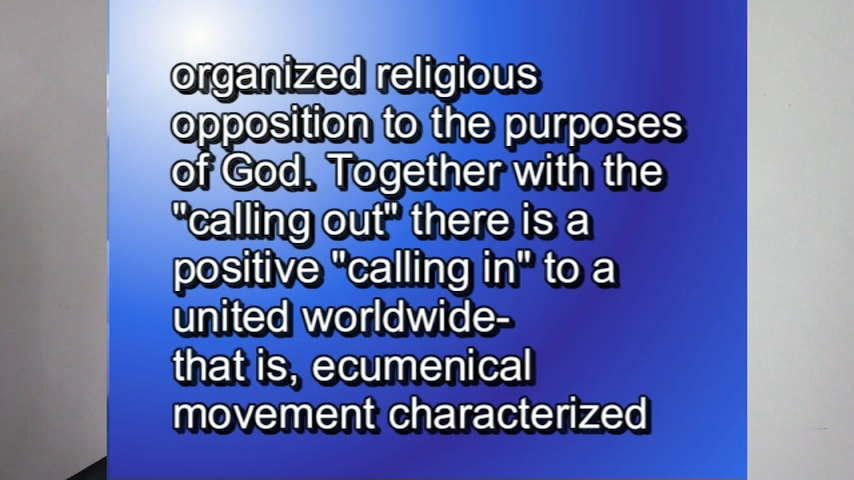 organized religious
opposition to the purposes
of God. Together with the
"calling out" there is a
positive "calling in" to a
united worldwide-
that is, ecumenical
movement characterized